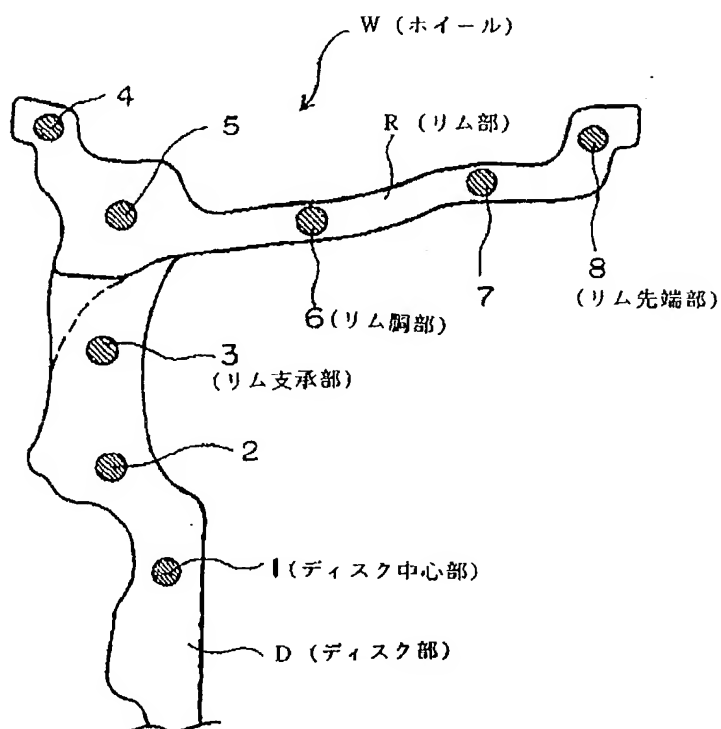 W (ホイール)
4
5
R (リム部)
6(リム胴部)
7
8
(リム先端部)
3
(リム支承部)
2
1(ディスク中心部)
D (ディスク部)